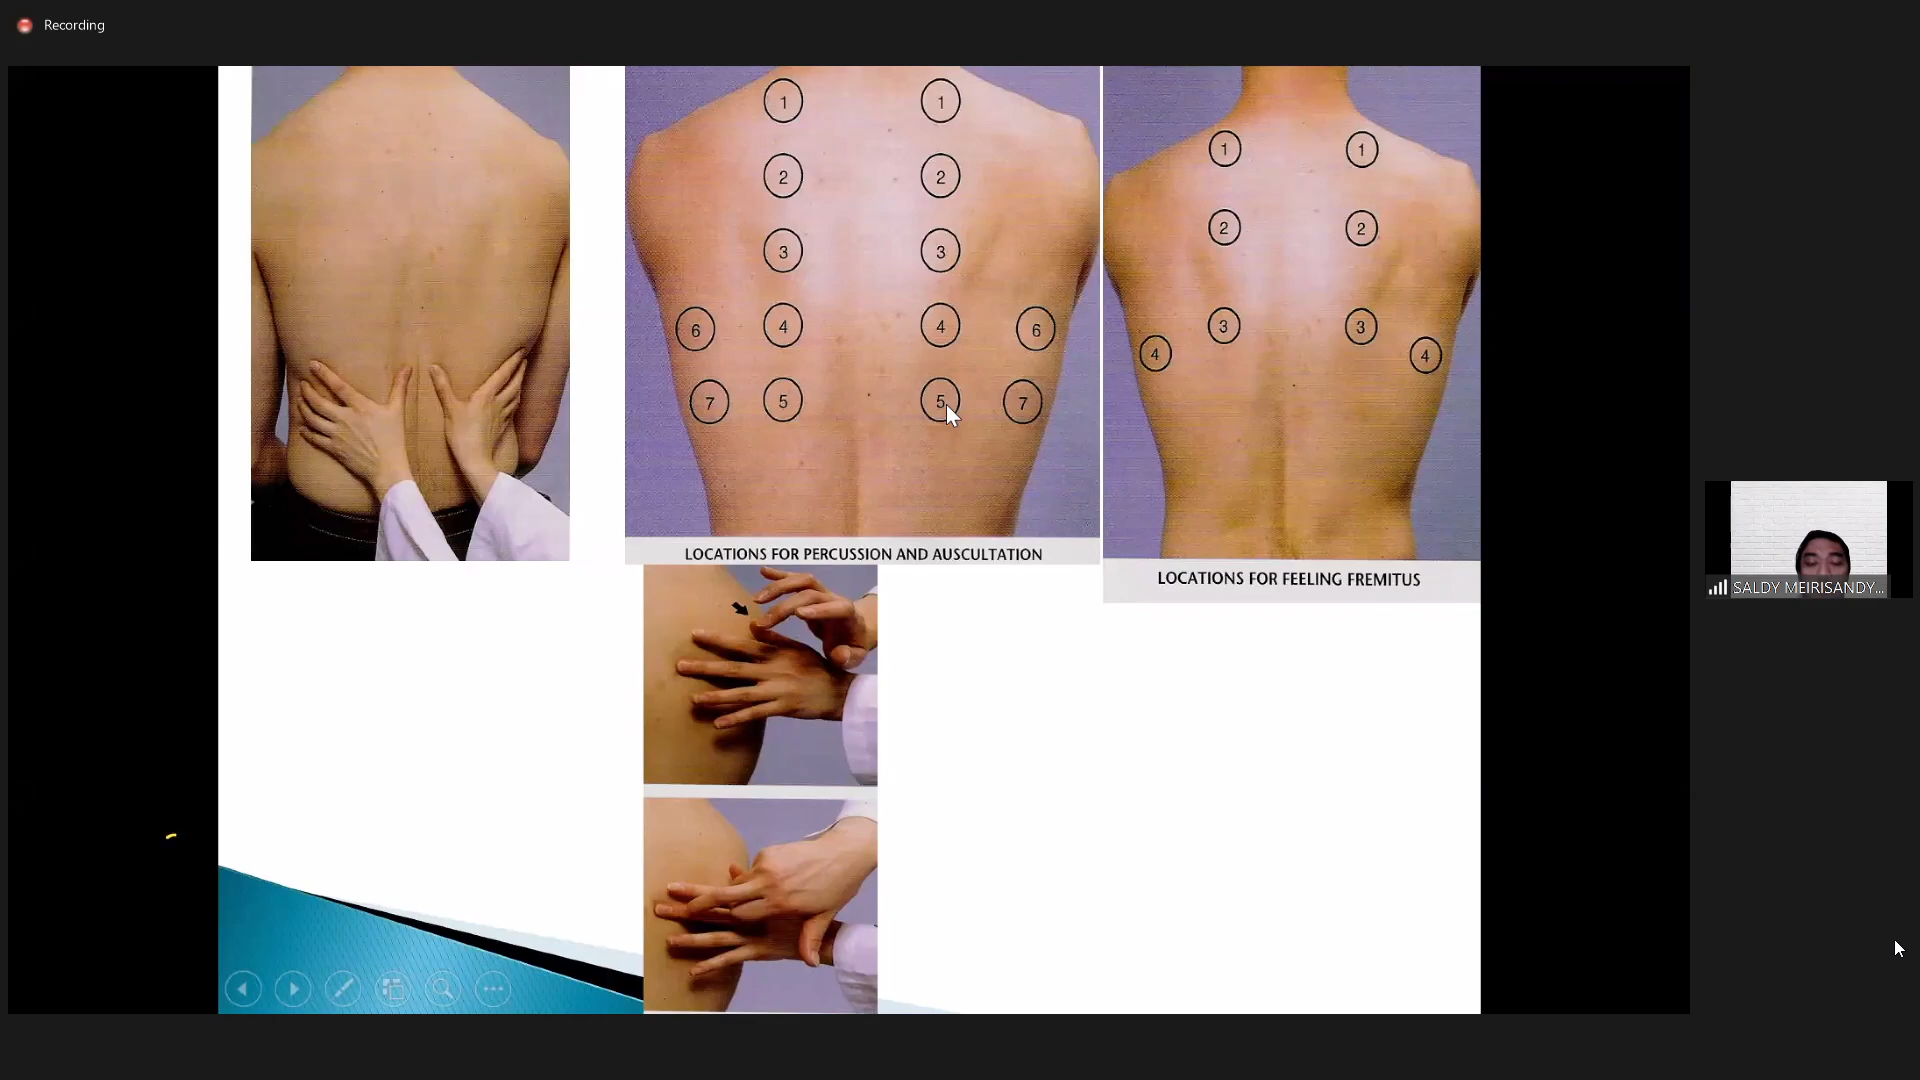 Recording
1 1
2 2
3 3
6 4 4 6
7 5 5 7
LOCATIONS FOR PERCUSSION AND AUSCULTATION
1 1
2 2
3 3
4 4
LOCATIONS FOR FEELING FREMITUS
SALDY MEIRISANDY...